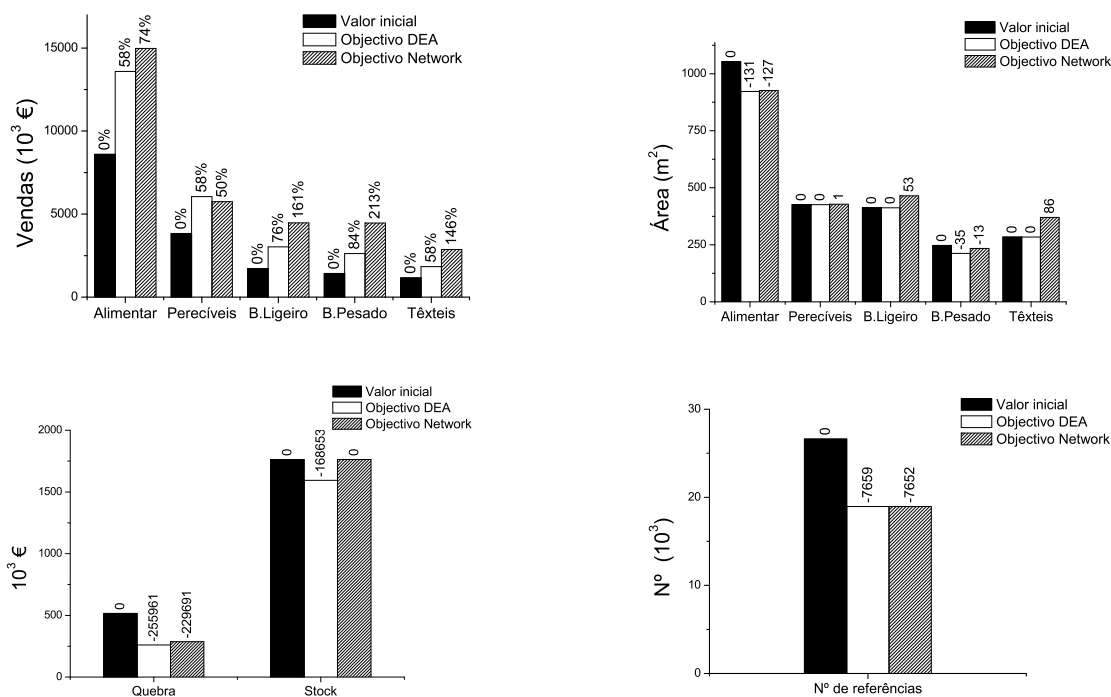 Valor inicial
Objectivo DEA
Objectivo Network
Vendas (10³ €)
15000
10000
5000
0
0% 58% 74%
0% 58% 50%
0% 76% 161%
0% 84% 213%
0% 58% 146%
Alimentar Perecíveis B.Ligeiro B.Pesado Têxteis
Valor inicial
Objectivo DEA
Objectivo Network
Área (m²)
1000
750
500
250
0
0 -131 -127
0 0 1
0 0 53
0 -35 -13
0 0 86
Alimentar Perecíveis B.Ligeiro B.Pesado Têxteis
Valor inicial
Objectivo DEA
Objectivo Network
10³ €
2000
1500
1000
500
0
0 -255961 -229691
0 -168653 0
Quebra Stock
Valor inicial
Objectivo DEA
Objectivo Network
Nº (10³)
30
20
10
0
0 -7659 -7652
Nº de referências